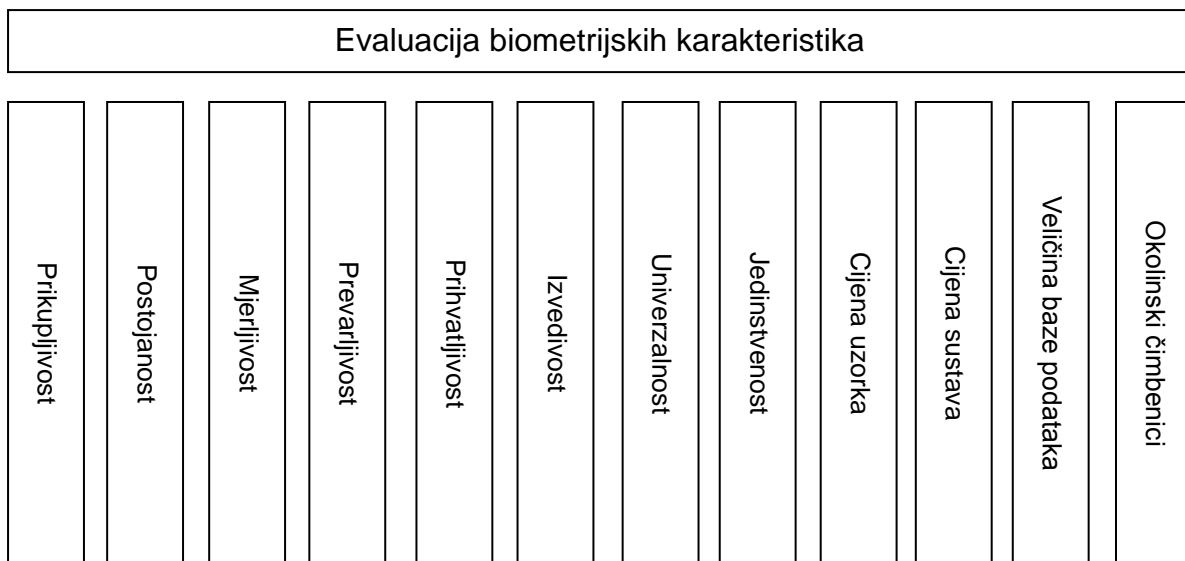 Evaluacija biometrijskih karakteristika
Prikupljivost
Postojanost
Mjerljivost
Prevarljivost
Prihvatljivost
Izvedivost
Univerzalnost
Jedinstvenost
Cijena uzorka
Cijena sustava
Veličina baze podataka
Okolinski čimbenici